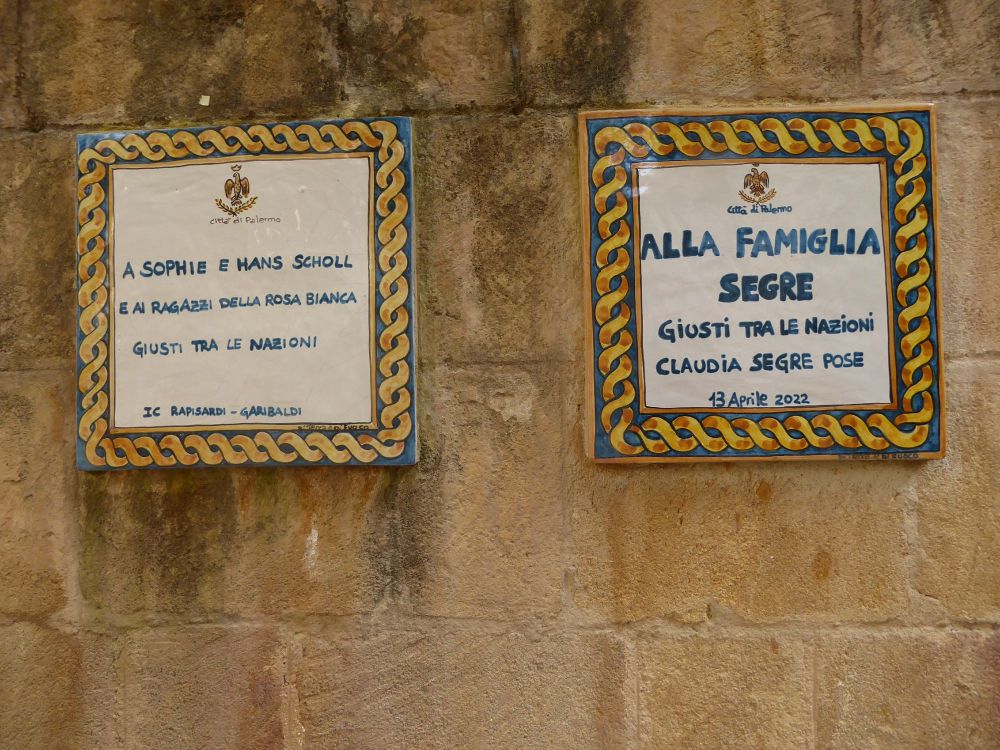 città di Palermo
A SOPHIE E HANS SCHOLL
E AI RAGAZZI DELLA ROSA BIANCA
GIUSTI TRA LE NAZIONI
IC RAPISARDI - GARIBALDI
Città di Palermo
ALLA FAMIGLIA
SEGRE
GIUSTI TRA LE NAZIONI
CLAUDIA SEGRE POSE
13 Aprile 2022